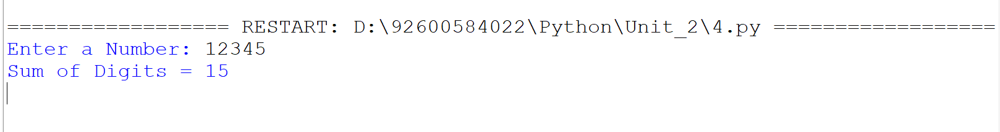 ================== RESTART: D:\92600584022\Python\Unit_2\4.py ==================
Enter a Number: 12345
Sum of Digits = 15